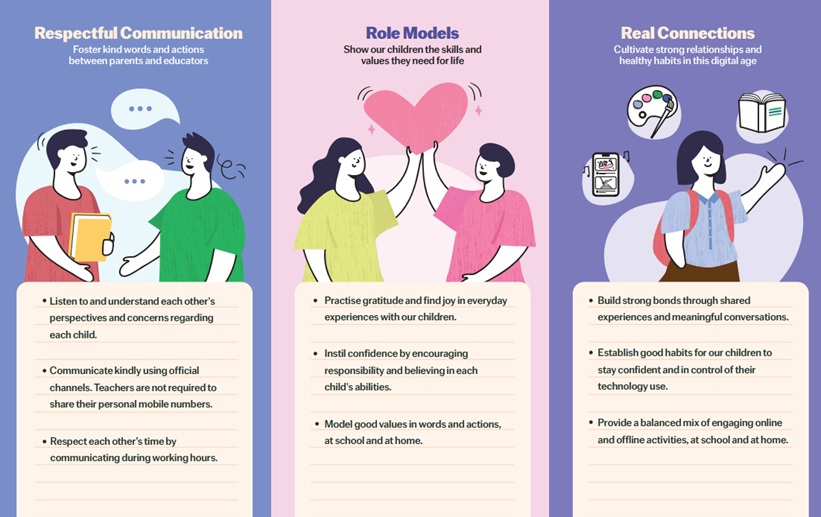 Respectful Communication
Foster kind words and actions
between parents and educators
• Listen to and understand each other's
perspectives and concerns regarding
each child.
• Communicate kindly using official
channels. Teachers are not required to
share their personal mobile numbers.
• Respect each other's time by
communicating during working hours.
Role Models
Show our children the skills and
values they need for life
• Practise gratitude and find joy in everyday
experiences with our children.
• Instil confidence by encouraging
responsibility and believing in each
child's abilities.
• Model good values in words and actions,
at school and at home.
Real Connections
Cultivate strong relationships and
healthy habits in this digital age
• Build strong bonds through shared
experiences and meaningful conversations.
• Establish good habits for our children to
stay confident and in control of their
technology use.
• Provide a balanced mix of engaging online
and offline activities, at school and at home.